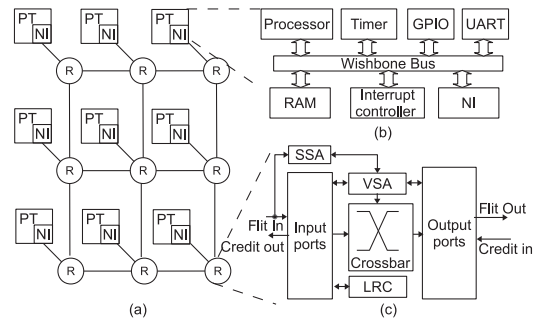 PT NI PT NI PT NI
R R R
PT NI PT NI PT NI
R R R
PT NI PT NI PT NI
R R R
(a)
Processor Timer GPIO UART
Wishbone Bus
RAM Interrupt controller NI
(b)
SSA
VSA
Flit In
Credit out
Input ports
Crossbar
Output ports
Flit Out
Credit in
LRC
(c)